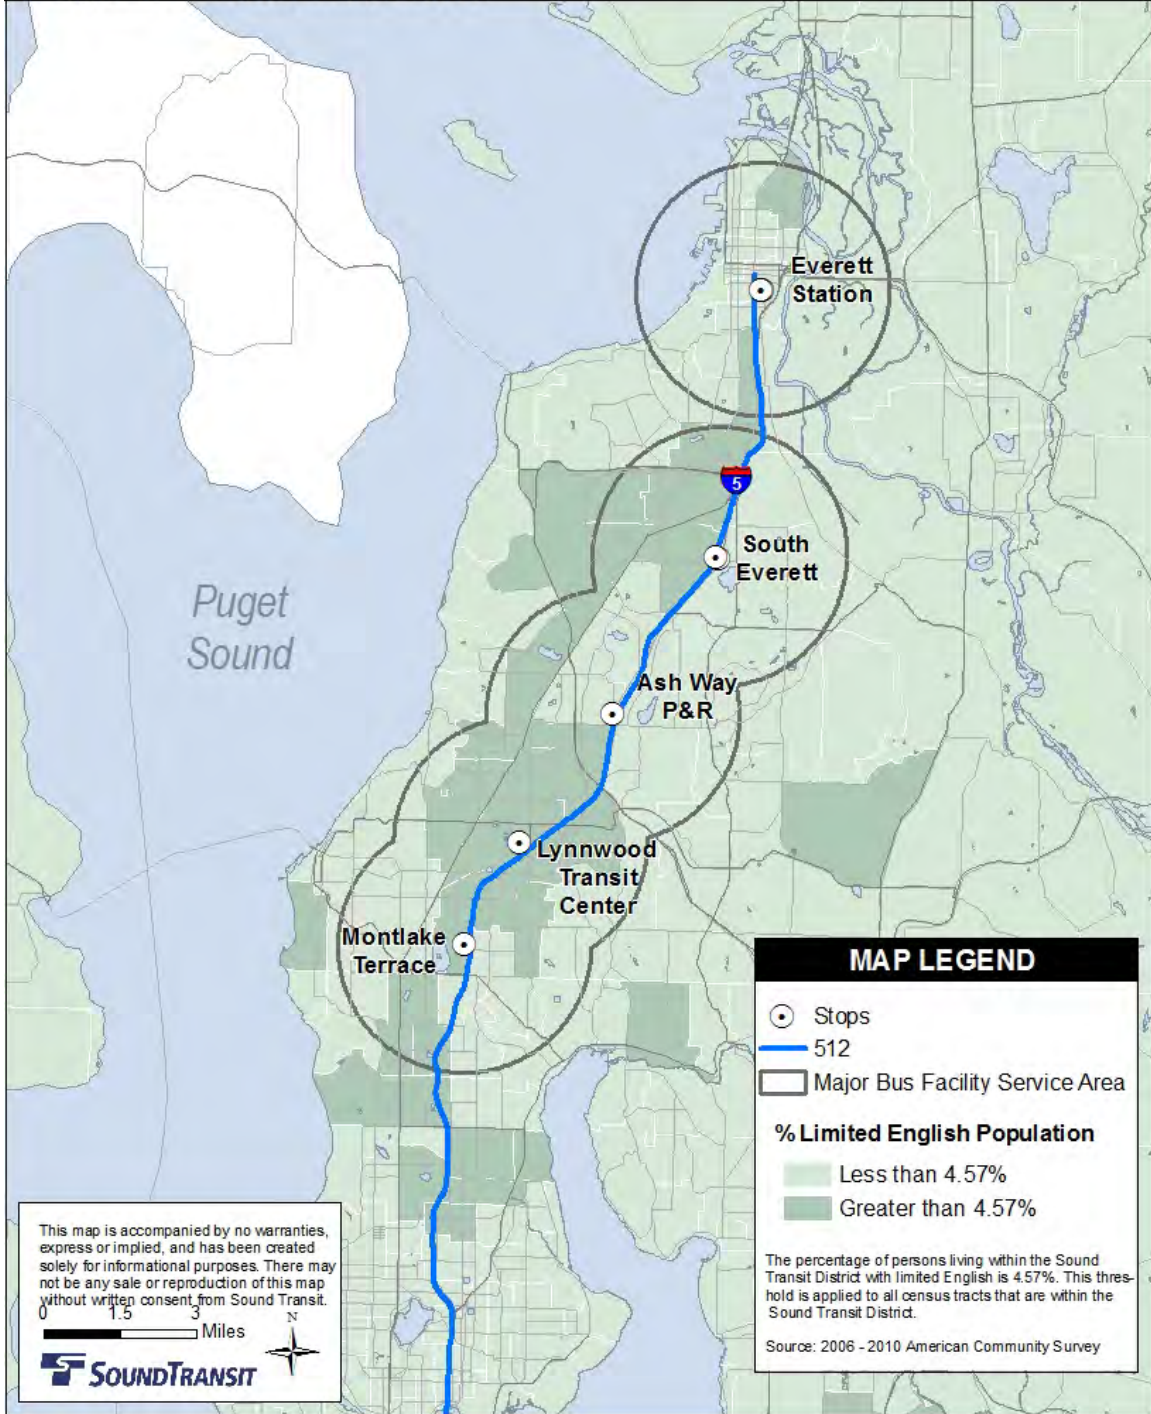 Everett
Station
5
South
Everett
Puget
Sound
Ash Way
P&R
Lynnwood
Transit
Center
Montlake
Terrace
MAP LEGEND
Stops
512
Major Bus Facility Service Area
% Limited English Population
Less than 4.57%
Greater than 4.57%
The percentage of persons living within the Sound
Transit District with limited English is 4.57%. This thres-
hold is applied to all census tracts that are within the
Sound Transit District.
Source: 2006 - 2010 American Community Survey
This map is accompanied by no warranties,
express or implied, and has been created
solely for informational purposes. There may
not be any sale or reproduction of this map
without written consent from Sound Transit.
0 1.5 3
Miles
N
SOUNDTRANSIT